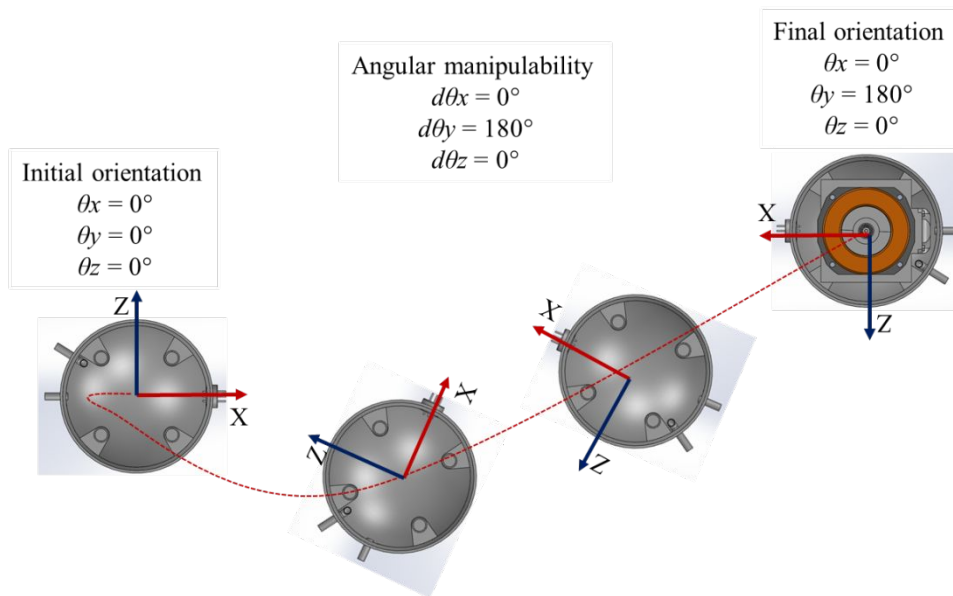 Initial orientation
θx = 0°
θy = 0°
θz = 0°
Z
X
Angular manipulability
dθx = 0°
dθy = 180°
dθz = 0°
X
Z
X
Z
Final orientation
θx = 0°
θy = 180°
θz = 0°
X
Z